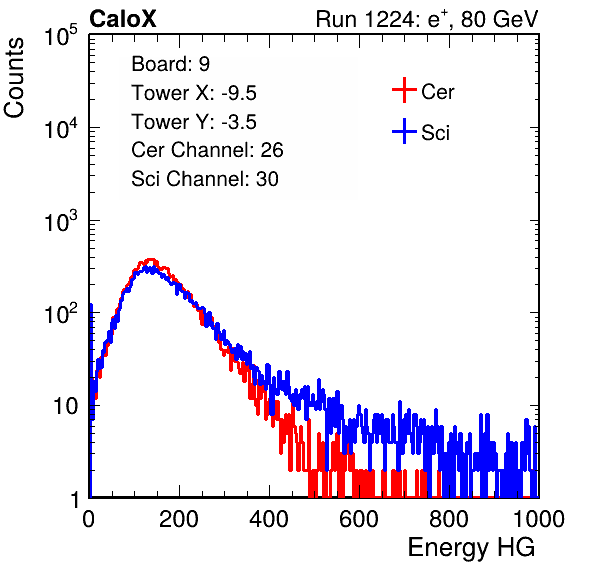 CaloX
Run 1224: e⁺, 80 GeV
Counts
10⁵
10⁴
10³
10²
10
1
Board: 9
Tower X: -9.5
Tower Y: -3.5
Cer Channel: 26
Sci Channel: 30
Cer
Sci
0 200 400 600 800 1000
Energy HG